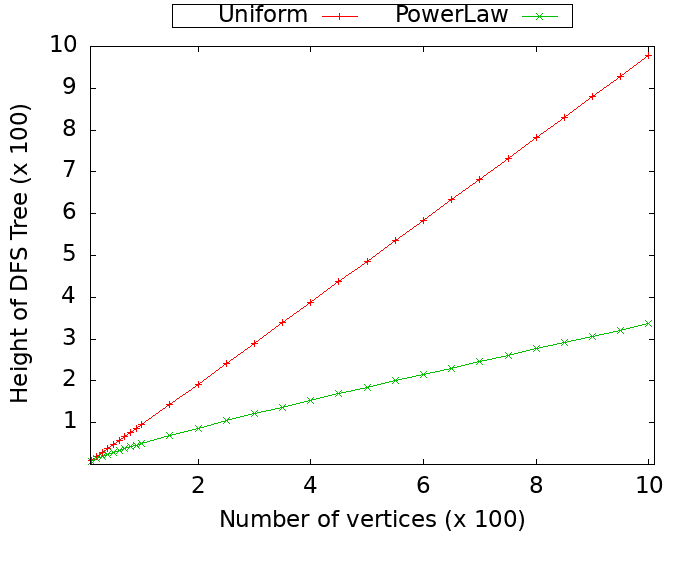 Uniform PowerLaw
10
9
8
7
6
5
4
3
2
1
Height of DFS Tree (x 100)
2 4 6 8 10
Number of vertices (x 100)